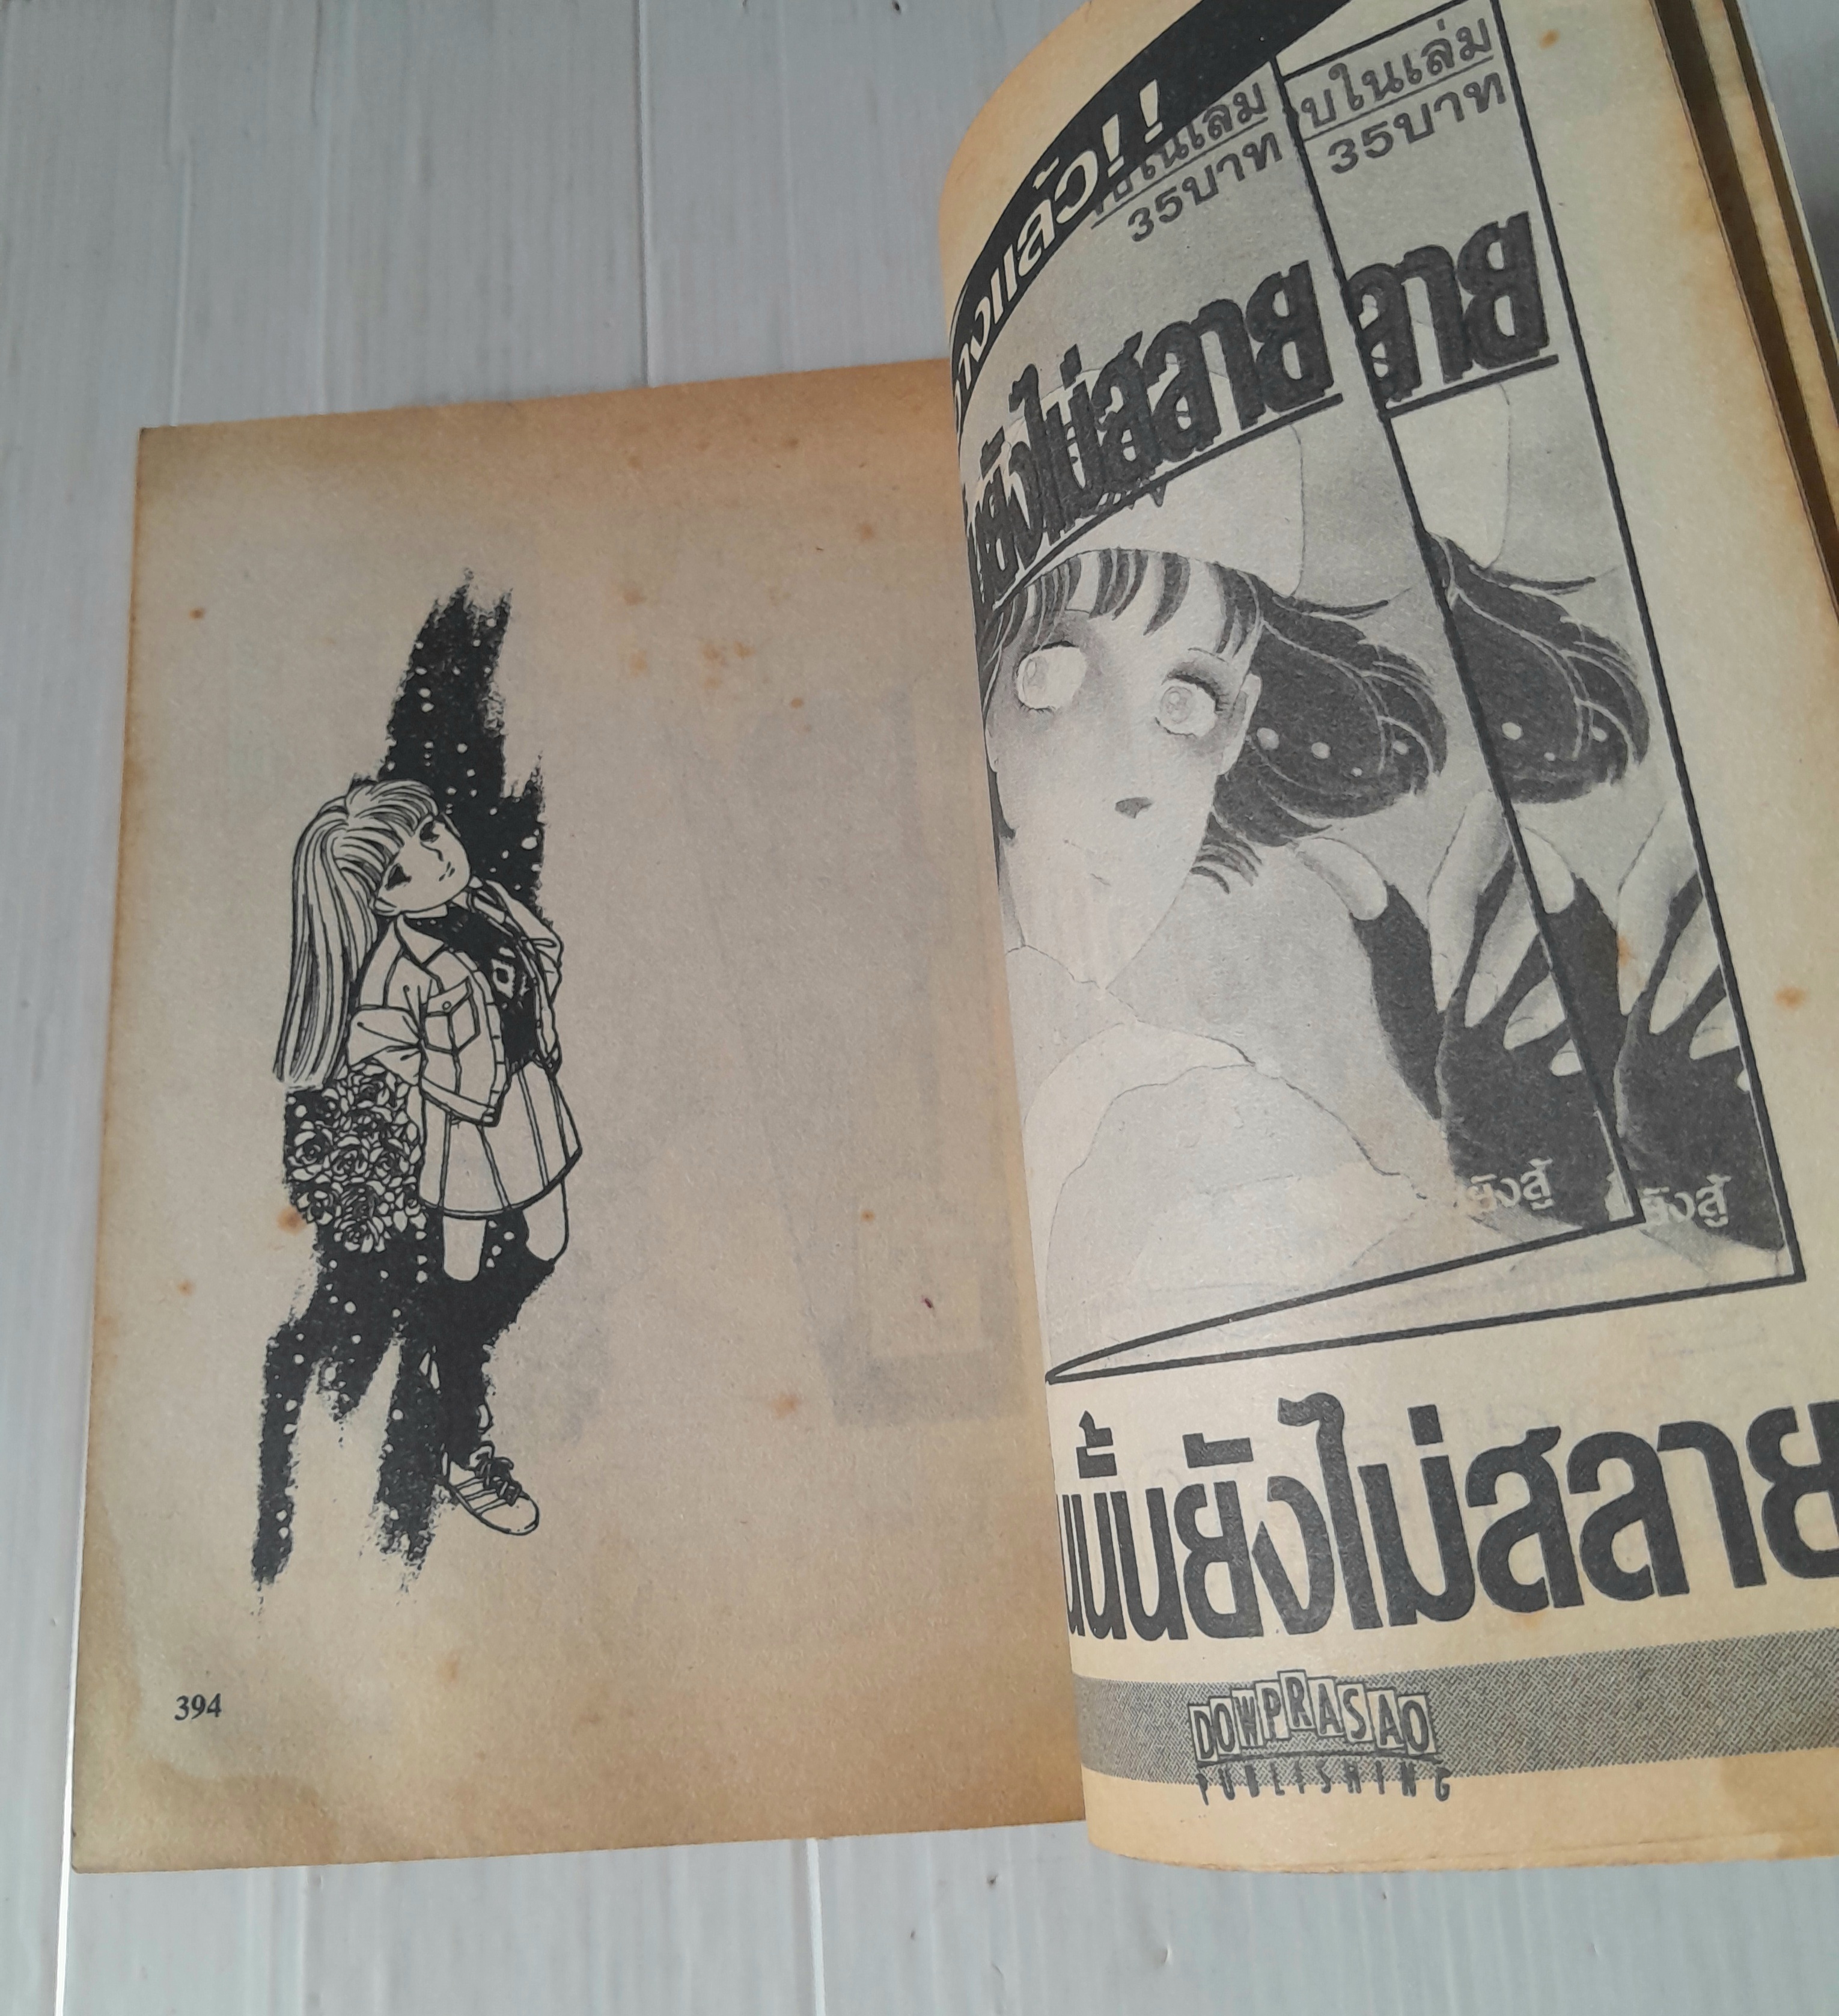 394
างแล้ว!!
ในเล่ม
35บาท
บในเล่ม
35บาท
ยังไม่สลาย
ลาย
ยังสู้
ยังสู้
นั้นยังไม่สลาย
DOWPRASAO
PUBLISHING